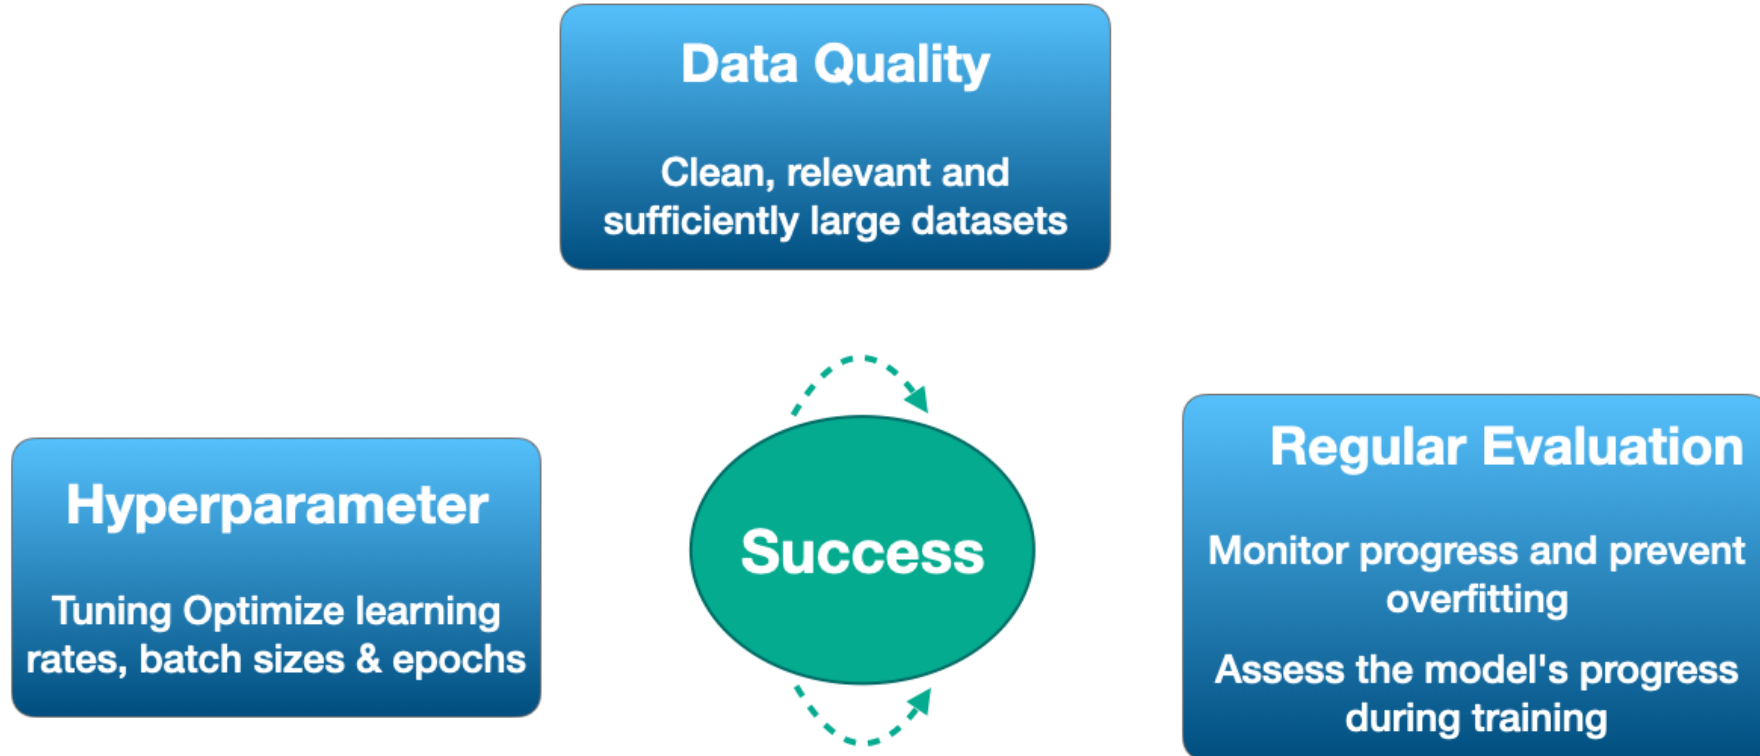 Data Quality
Clean, relevant and
sufficiently large datasets
Hyperparameter
Tuning Optimize learning
rates, batch sizes & epochs
Success
Regular Evaluation
Monitor progress and prevent
overfitting
Assess the model's progress
during training